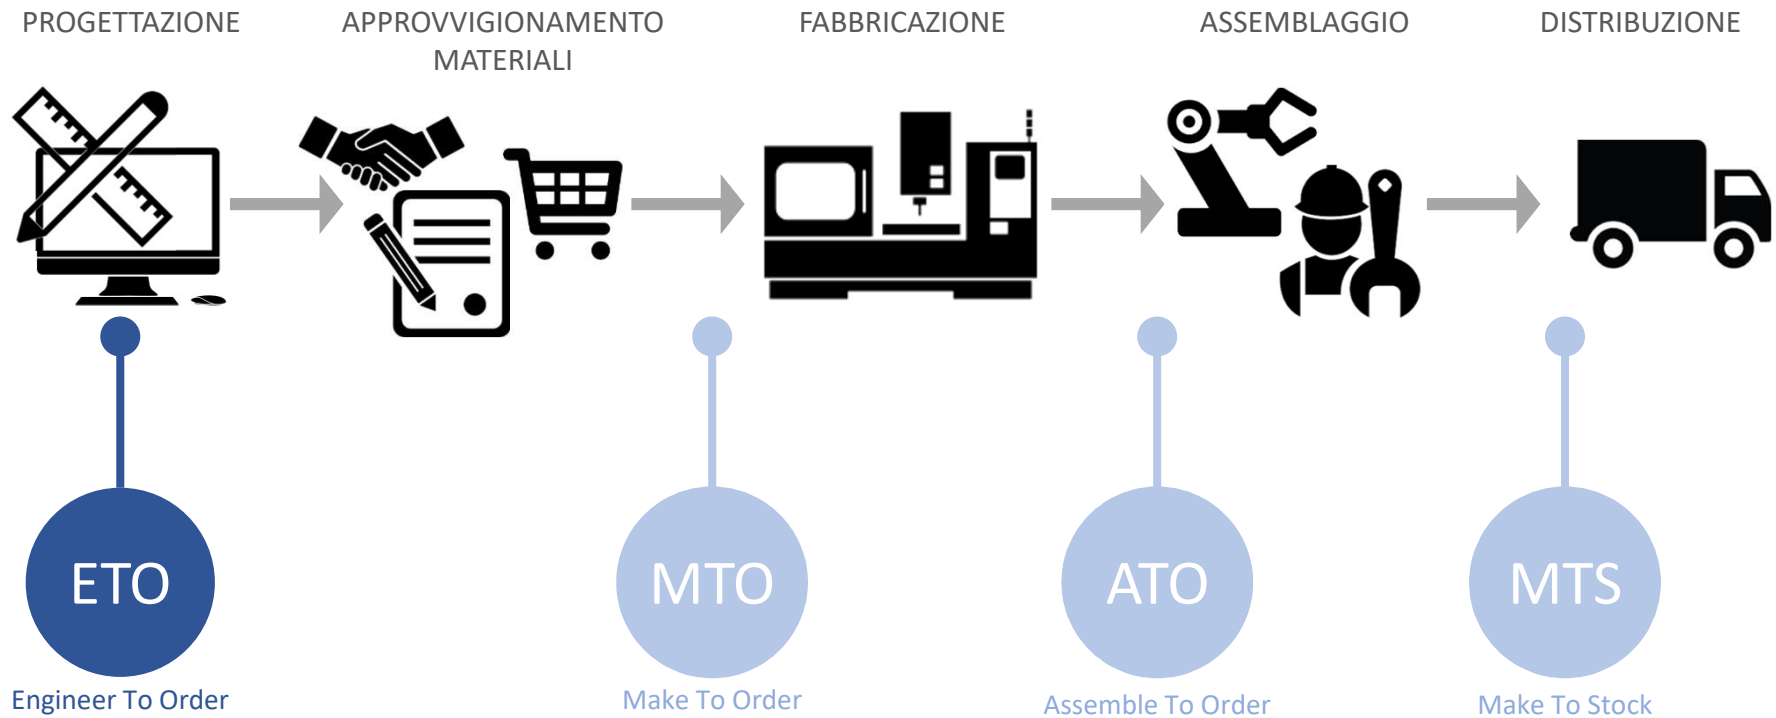 PROGETTAZIONE
APPROVVIGIONAMENTO
MATERIALI
FABBRICAZIONE
ASSEMBLAGGIO
DISTRIBUZIONE
ETO
MTO
ATO
MTS
Engineer To Order
Make To Order
Assemble To Order
Make To Stock